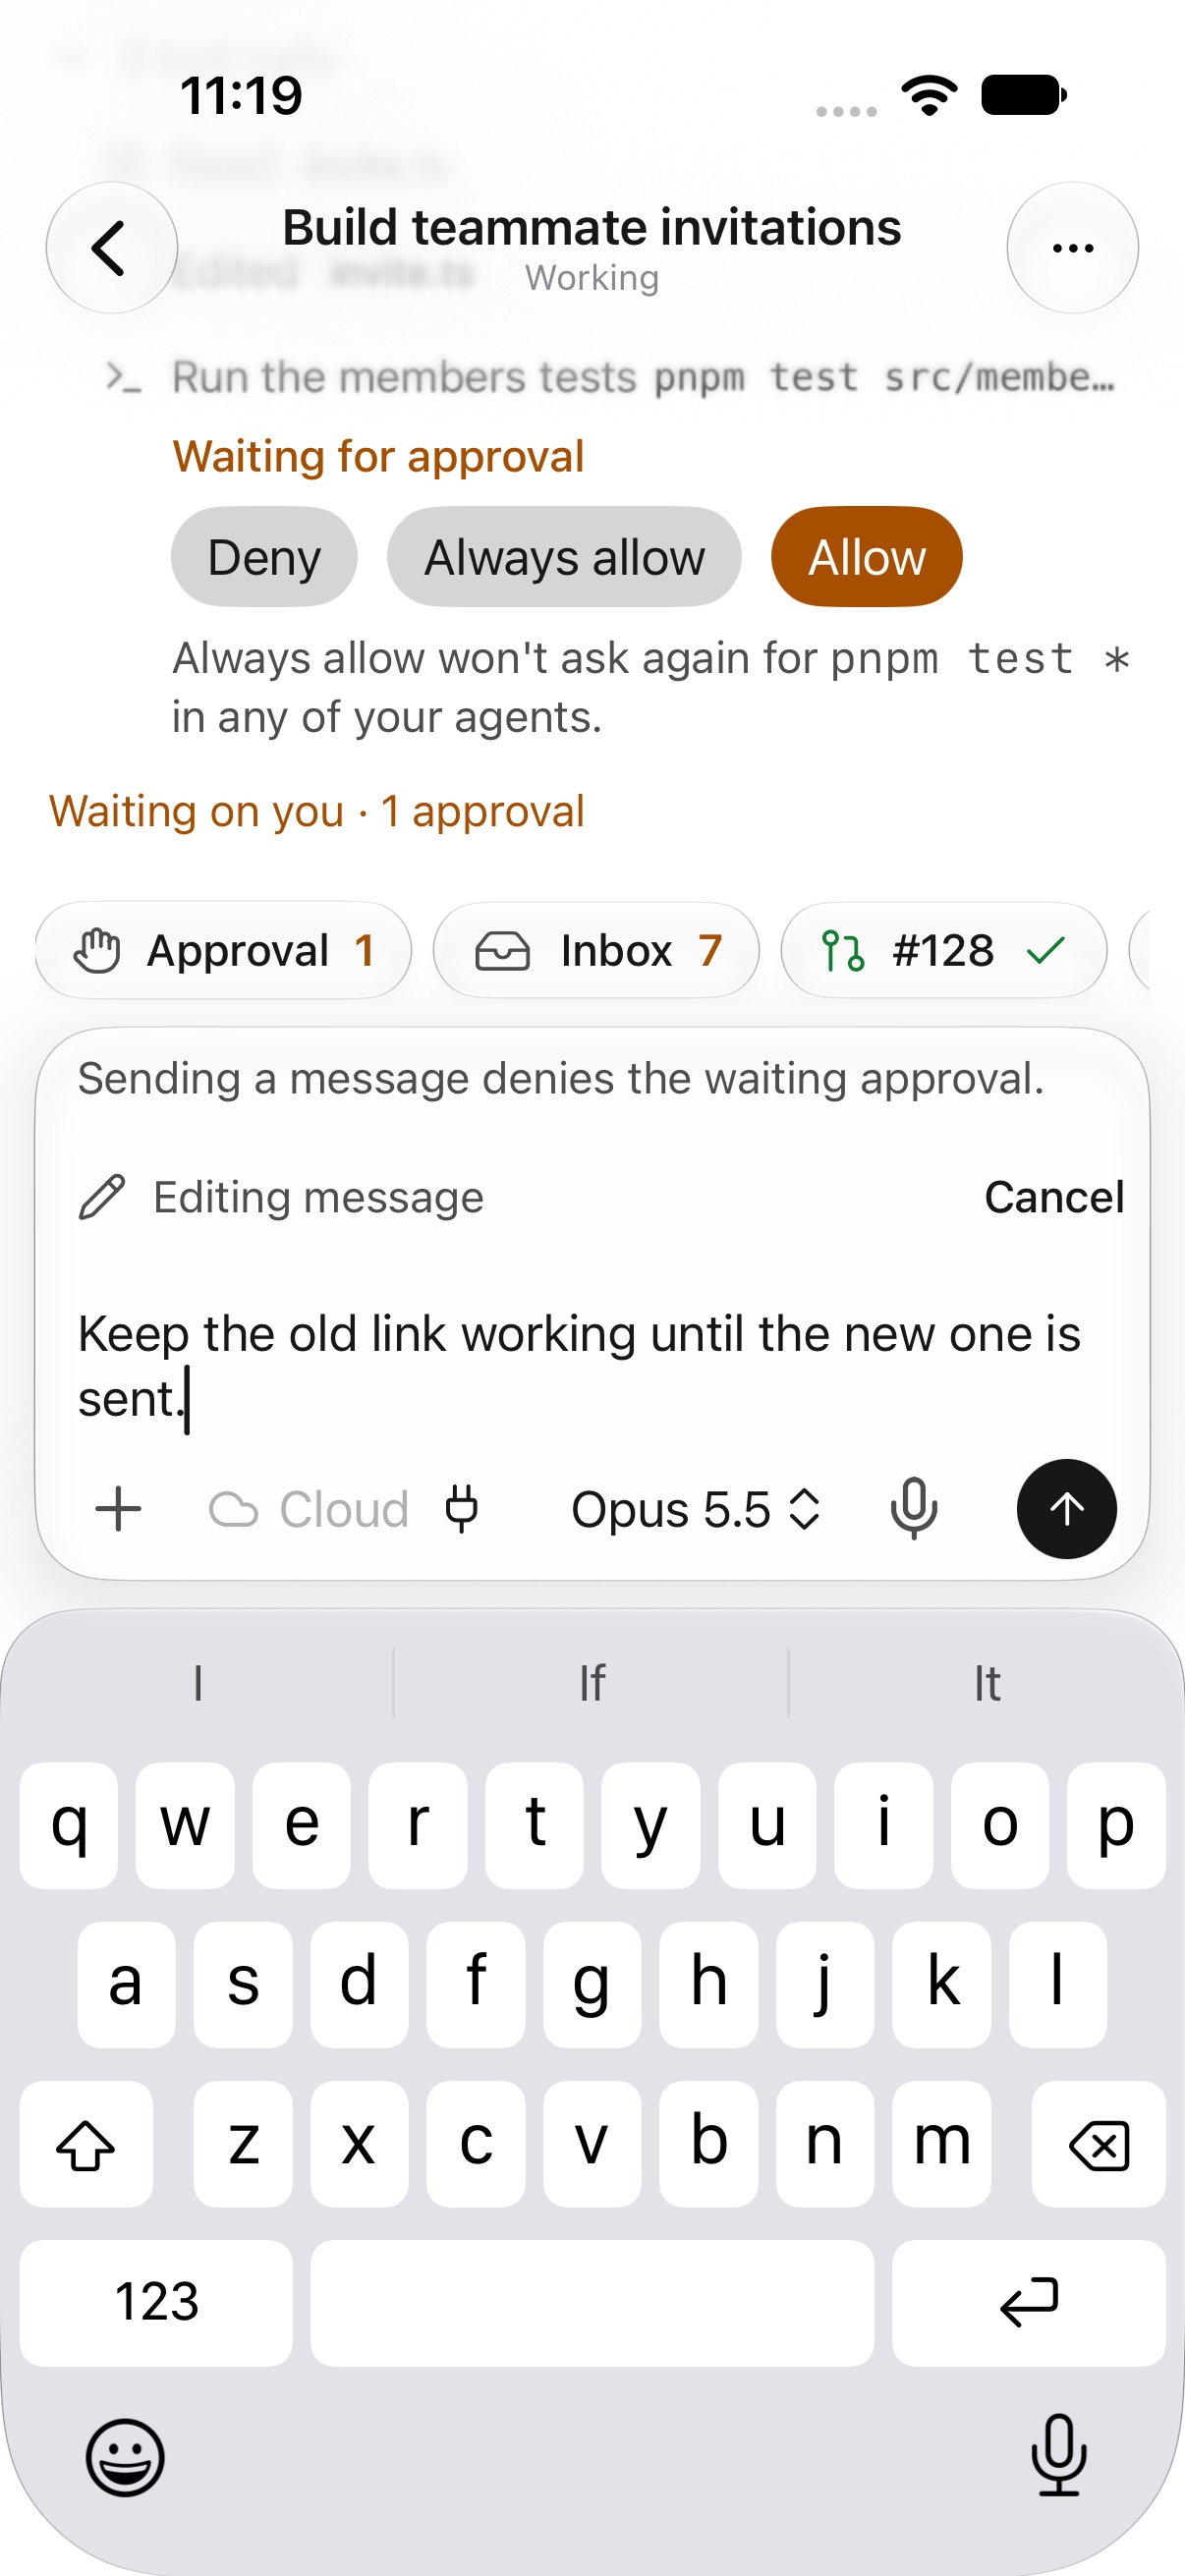 11:19
Build teammate invitations
Working
Edited invite.ts
>_ Run the members tests pnpm test src/membe…
Waiting for approval
Deny Always allow Allow
Always allow won't ask again for pnpm test *
in any of your agents.
Waiting on you · 1 approval
Approval 1 Inbox 7 #128
Sending a message denies the waiting approval.
Editing message Cancel
Keep the old link working until the new one is
sent.
Cloud Opus 5.5
I If It
q w e r t y u i o p
a s d f g h j k l
z x c v b n m
123